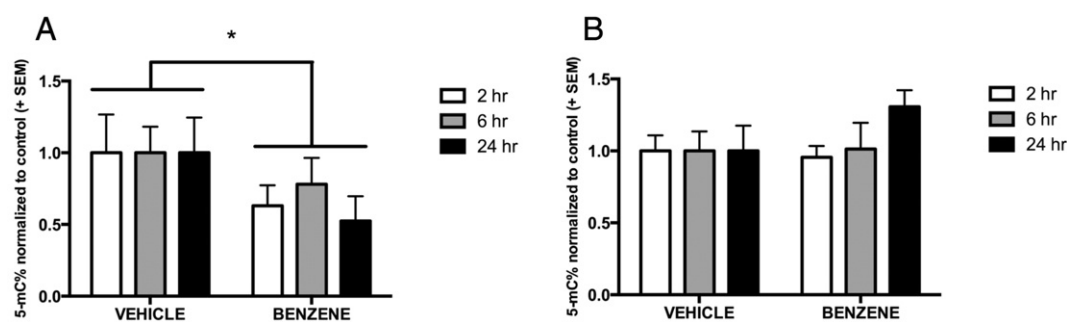 A
*
5-mC% normalized to control (+ SEM)
1.5
1.0
0.5
0.0
VEHICLE
BENZENE
2 hr
6 hr
24 hr
B
5-mC% normalized to control (+ SEM)
1.5
1.0
0.5
0.0
VEHICLE
BENZENE
2 hr
6 hr
24 hr